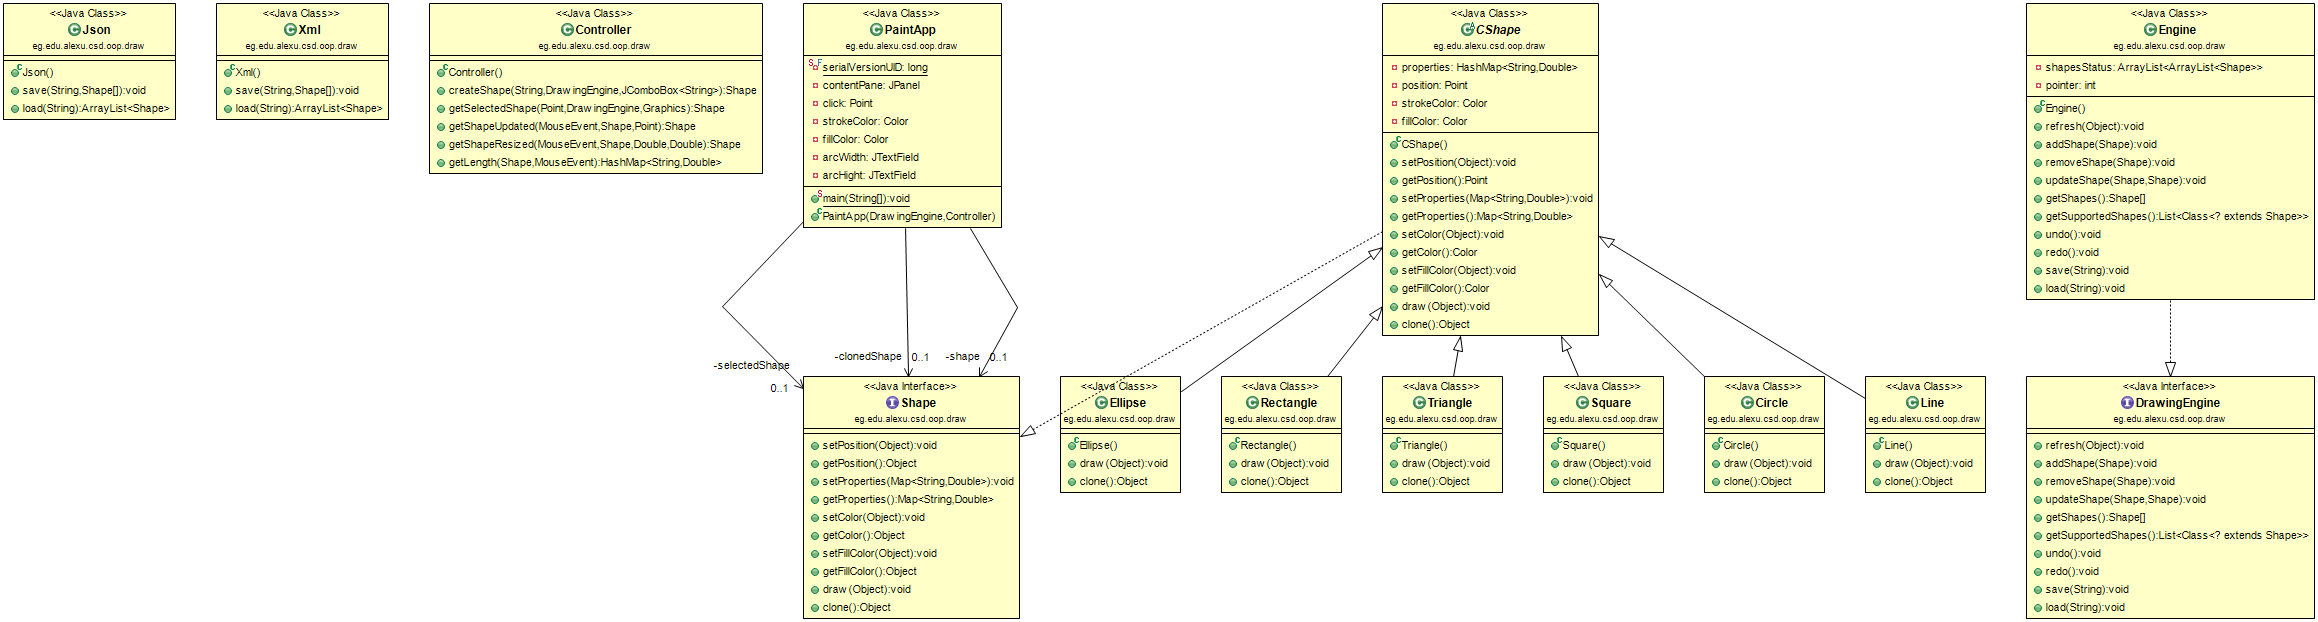 <<Java Class>>
Json
eg.edu.alexu.csd.oop.draw
Json()
save(String,Shape[]):void
load(String):ArrayList<Shape>
<<Java Class>>
Xml
eg.edu.alexu.csd.oop.draw
Xml()
save(String,Shape[]):void
load(String):ArrayList<Shape>
<<Java Class>>
Controller
eg.edu.alexu.csd.oop.draw
Controller()
createShape(String,DrawingEngine,JComboBox<String>):Shape
getSelectedShape(Point,DrawingEngine,Graphics):Shape
getShapeUpdated(MouseEvent,Shape,Point):Shape
getShapeResized(MouseEvent,Shape,Double,Double):Shape
getLength(Shape,MouseEvent):HashMap<String,Double>
<<Java Class>>
PaintApp
eg.edu.alexu.csd.oop.draw
serialVersionUID: long
contentPane: JPanel
click: Point
strokeColor: Color
fillColor: Color
arcWidth: JTextField
arcHight: JTextField
main(String[]):void
PaintApp(DrawingEngine,Controller)
<<Java Class>>
CShape
eg.edu.alexu.csd.oop.draw
properties: HashMap<String,Double>
position: Point
strokeColor: Color
fillColor: Color
CShape()
setPosition(Object):void
getPosition():Point
setProperties(Map<String,Double>):void
getProperties():Map<String,Double>
setColor(Object):void
getColor():Color
setFillColor(Object):void
getFillColor():Color
draw(Object):void
clone():Object
<<Java Class>>
Engine
eg.edu.alexu.csd.oop.draw
shapesStatus: ArrayList<ArrayList<Shape>>
pointer: int
Engine()
refresh(Object):void
addShape(Shape):void
removeShape(Shape):void
updateShape(Shape,Shape):void
getShapes():Shape[]
getSupportedShapes():List<Class<? extends Shape>>
undo():void
redo():void
save(String):void
load(String):void
-selectedShape
0..1
-clonedShape
0..1
-shape
0..1
<<Java Interface>>
Shape
eg.edu.alexu.csd.oop.draw
setPosition(Object):void
getPosition():Object
setProperties(Map<String,Double>):void
getProperties():Map<String,Double>
setColor(Object):void
getColor():Object
setFillColor(Object):void
getFillColor():Object
draw(Object):void
clone():Object
<<Java Class>>
Ellipse
eg.edu.alexu.csd.oop.draw
Ellipse()
draw(Object):void
clone():Object
<<Java Class>>
Rectangle
eg.edu.alexu.csd.oop.draw
Rectangle()
draw(Object):void
clone():Object
<<Java Class>>
Triangle
eg.edu.alexu.csd.oop.draw
Triangle()
draw(Object):void
clone():Object
<<Java Class>>
Square
eg.edu.alexu.csd.oop.draw
Square()
draw(Object):void
clone():Object
<<Java Class>>
Circle
eg.edu.alexu.csd.oop.draw
Circle()
draw(Object):void
clone():Object
<<Java Class>>
Line
eg.edu.alexu.csd.oop.draw
Line()
draw(Object):void
clone():Object
<<Java Interface>>
DrawingEngine
eg.edu.alexu.csd.oop.draw
refresh(Object):void
addShape(Shape):void
removeShape(Shape):void
updateShape(Shape,Shape):void
getShapes():Shape[]
getSupportedShapes():List<Class<? extends Shape>>
undo():void
redo():void
save(String):void
load(String):void